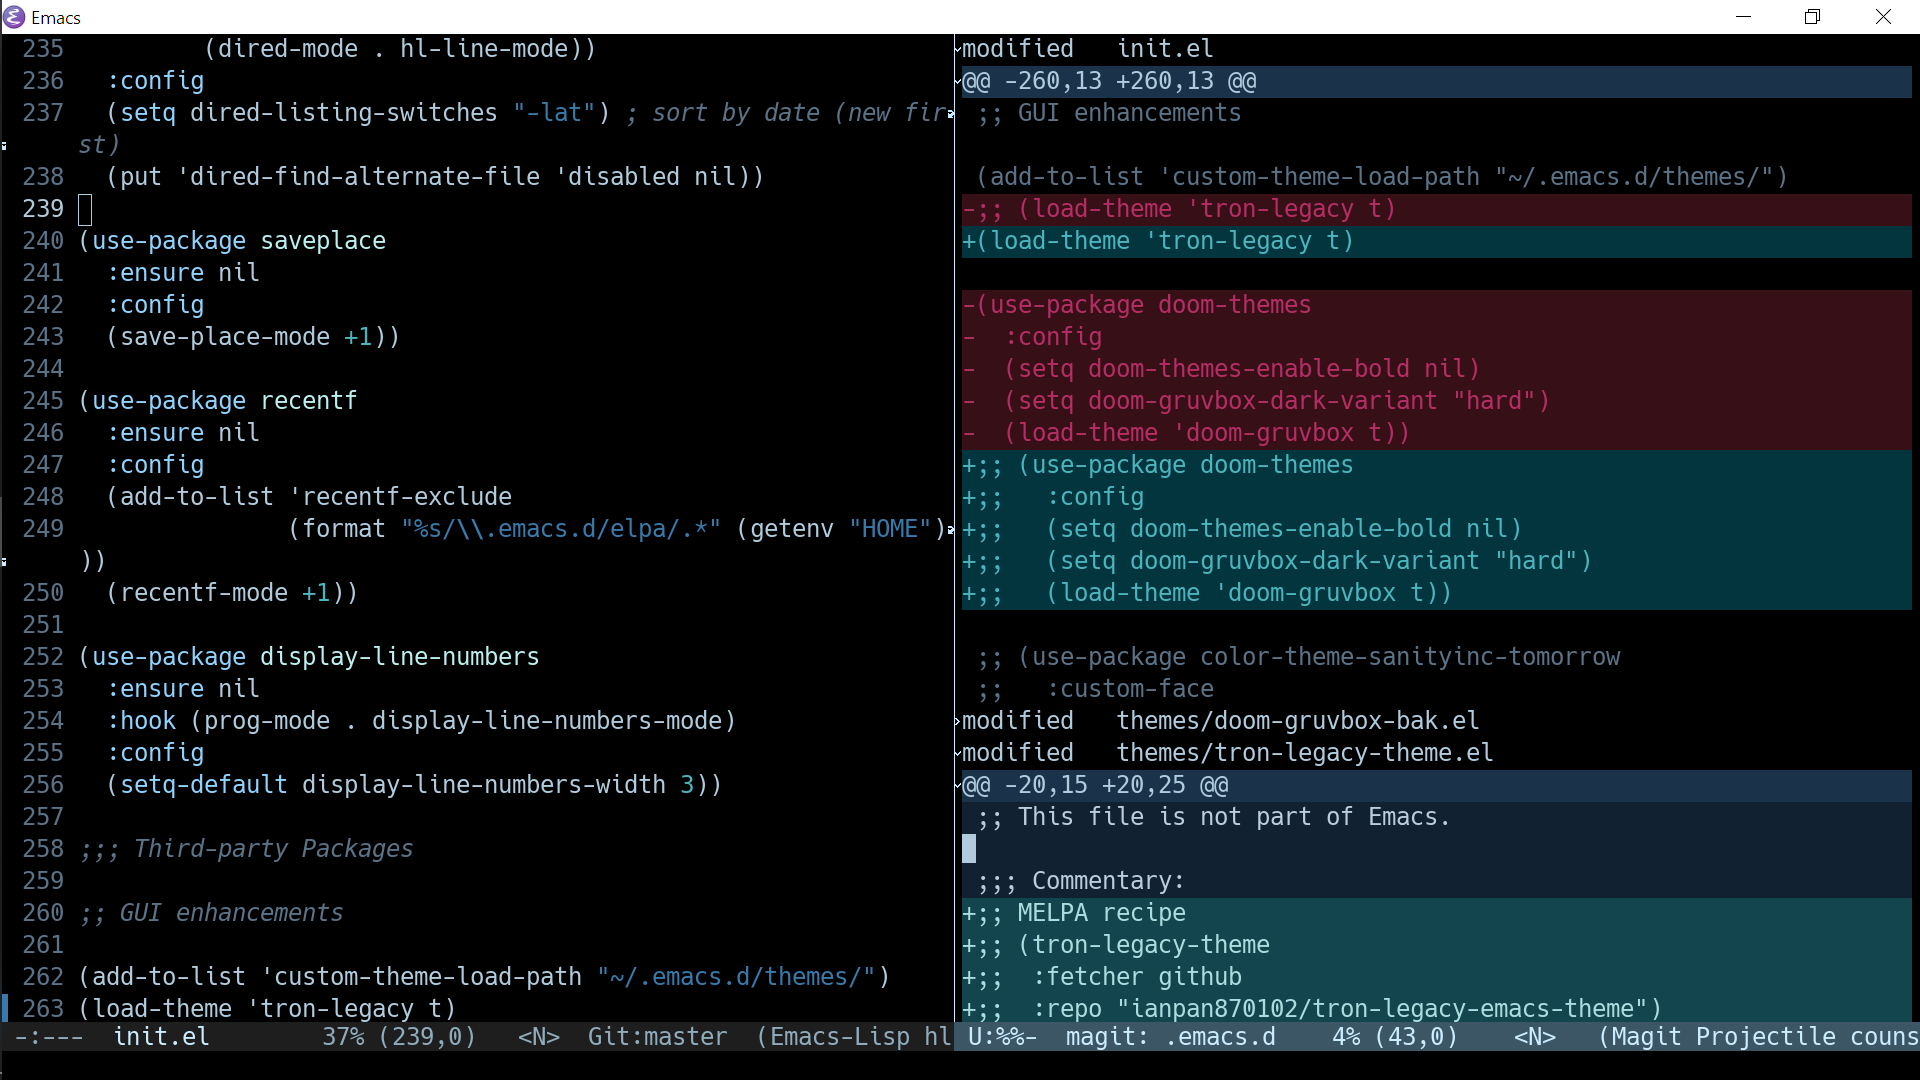 Emacs
235          (dired-mode . hl-line-mode))
236   :config
237   (setq dired-listing-switches "-lat") ; sort by date (new fir
st)
238   (put 'dired-find-alternate-file 'disabled nil))
239
240 (use-package saveplace
241   :ensure nil
242   :config
243   (save-place-mode +1))
244
245 (use-package recentf
246   :ensure nil
247   :config
248   (add-to-list 'recentf-exclude
249                (format "%s/\\.emacs.d/elpa/.*" (getenv "HOME")
))
250   (recentf-mode +1))
251
252 (use-package display-line-numbers
253   :ensure nil
254   :hook (prog-mode . display-line-numbers-mode)
255   :config
256   (setq-default display-line-numbers-width 3))
257
258 ;;; Third-party Packages
259
260 ;; GUI enhancements
261
262 (add-to-list 'custom-theme-load-path "~/.emacs.d/themes/")
263 (load-theme 'tron-legacy t)
-:---  init.el        37% (239,0)   <N>  Git:master  (Emacs-Lisp hl
modified   init.el
@@ -260,13 +260,13 @@
 ;; GUI enhancements
 (add-to-list 'custom-theme-load-path "~/.emacs.d/themes/")
-;; (load-theme 'tron-legacy t)
+(load-theme 'tron-legacy t)
-(use-package doom-themes
-  :config
-  (setq doom-themes-enable-bold nil)
-  (setq doom-gruvbox-dark-variant "hard")
-  (load-theme 'doom-gruvbox t))
+;; (use-package doom-themes
+;;   :config
+;;   (setq doom-themes-enable-bold nil)
+;;   (setq doom-gruvbox-dark-variant "hard")
+;;   (load-theme 'doom-gruvbox t))
 ;; (use-package color-theme-sanityinc-tomorrow
 ;;   :custom-face
modified   themes/doom-gruvbox-bak.el
modified   themes/tron-legacy-theme.el
@@ -20,15 +20,25 @@
 ;; This file is not part of Emacs.
 ;;; Commentary:
+;; MELPA recipe
+;; (tron-legacy-theme
+;;  :fetcher github
+;;  :repo "ianpan870102/tron-legacy-emacs-theme")
U:%%-  magit: .emacs.d    4% (43,0)    <N>   (Magit Projectile couns